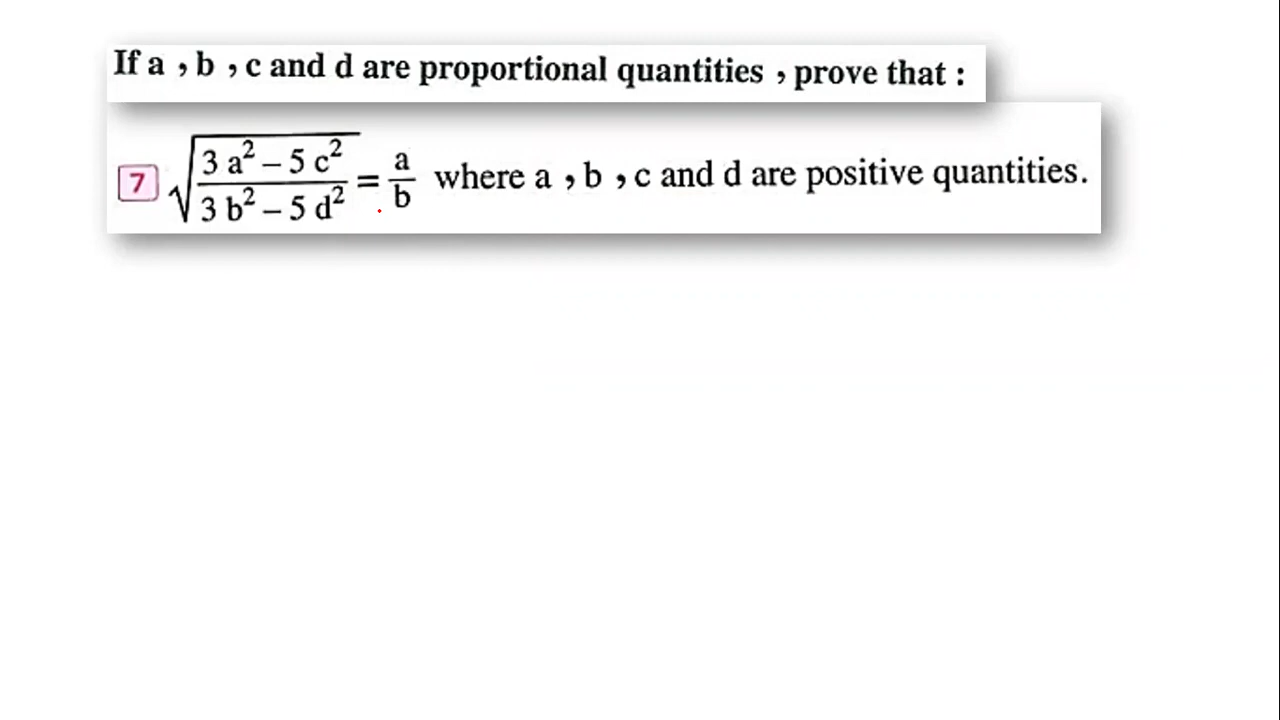 If a , b , c and d are proportional quantities , prove that :
7 √(3 a² – 5 c² / 3 b² – 5 d²) = a/b where a , b , c and d are positive quantities.